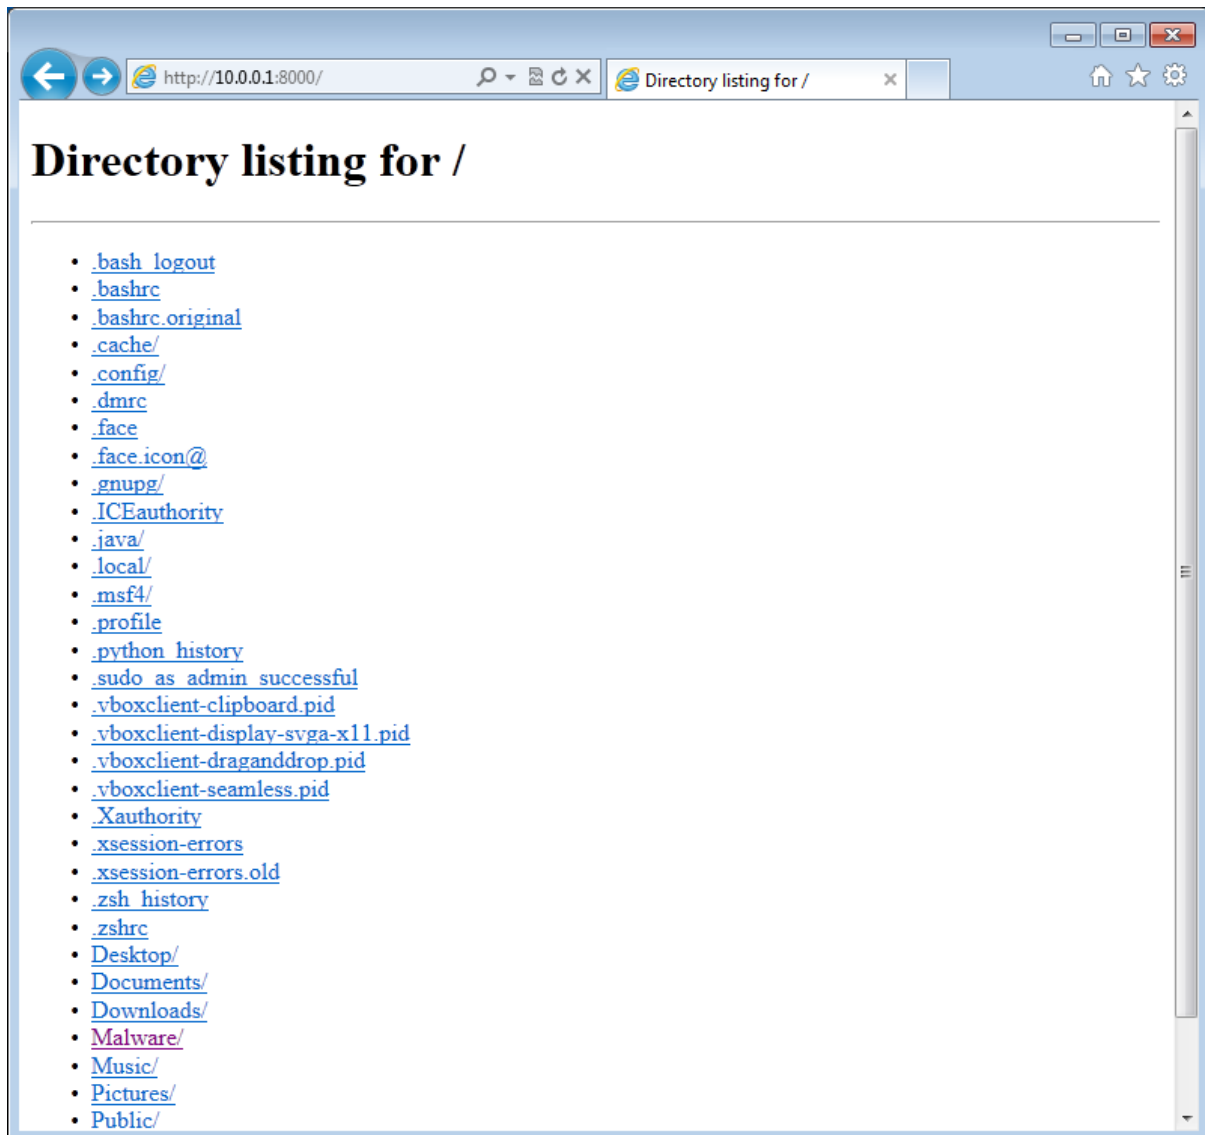 http://10.0.0.1:8000/
Directory listing for /
Directory listing for /
.bash_logout
.bashrc
.bashrc.original
.cache/
.config/
.dmrc
.face
.face.icon@
.gnupg/
.ICEauthority
.java/
.local/
.msf4/
.profile
.python_history
.sudo_as_admin_successful
.vboxclient-clipboard.pid
.vboxclient-display-svga-x11.pid
.vboxclient-draganddrop.pid
.vboxclient-seamless.pid
.Xauthority
.xsession-errors
.xsession-errors.old
.zsh_history
.zshrc
Desktop/
Documents/
Downloads/
Malware/
Music/
Pictures/
Public/